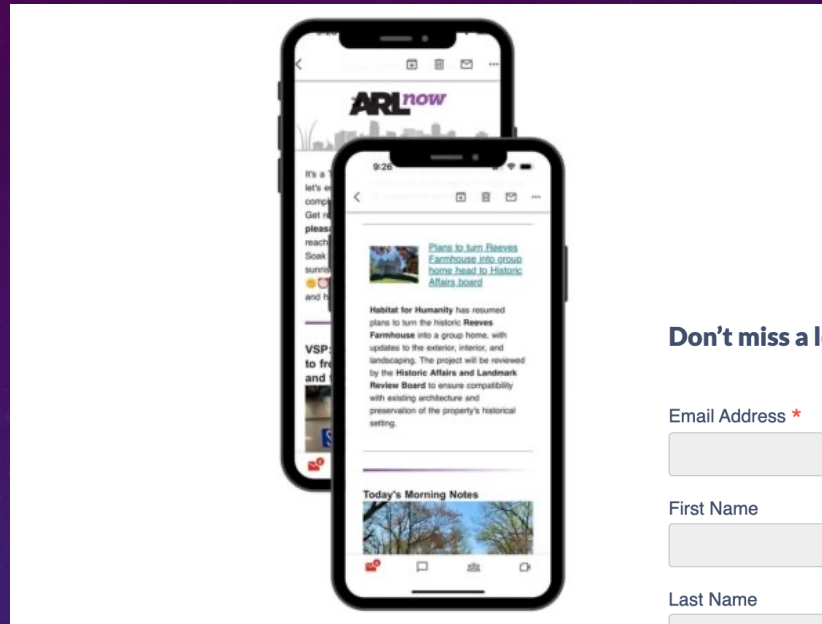 ARLnow
It's a
let's e
compl
Get re
pleas
reach
Soak
sunris
and h
VSP:
to fre
and
9:26
Plans to turn Reeves
Farmhouse into group
home head to Historic
Affairs board
Habitat for Humanity has resumed
plans to turn the historic Reeves
Farmhouse into a group home, with
updates to the exterior, interior, and
landscaping. The project will be reviewed
by the Historic Affairs and Landmark
Review Board to ensure compatibility
with existing architecture and
preservation of the property's historical
setting.
Today's Morning Notes
Don't miss a l
Email Address *
First Name
Last Name